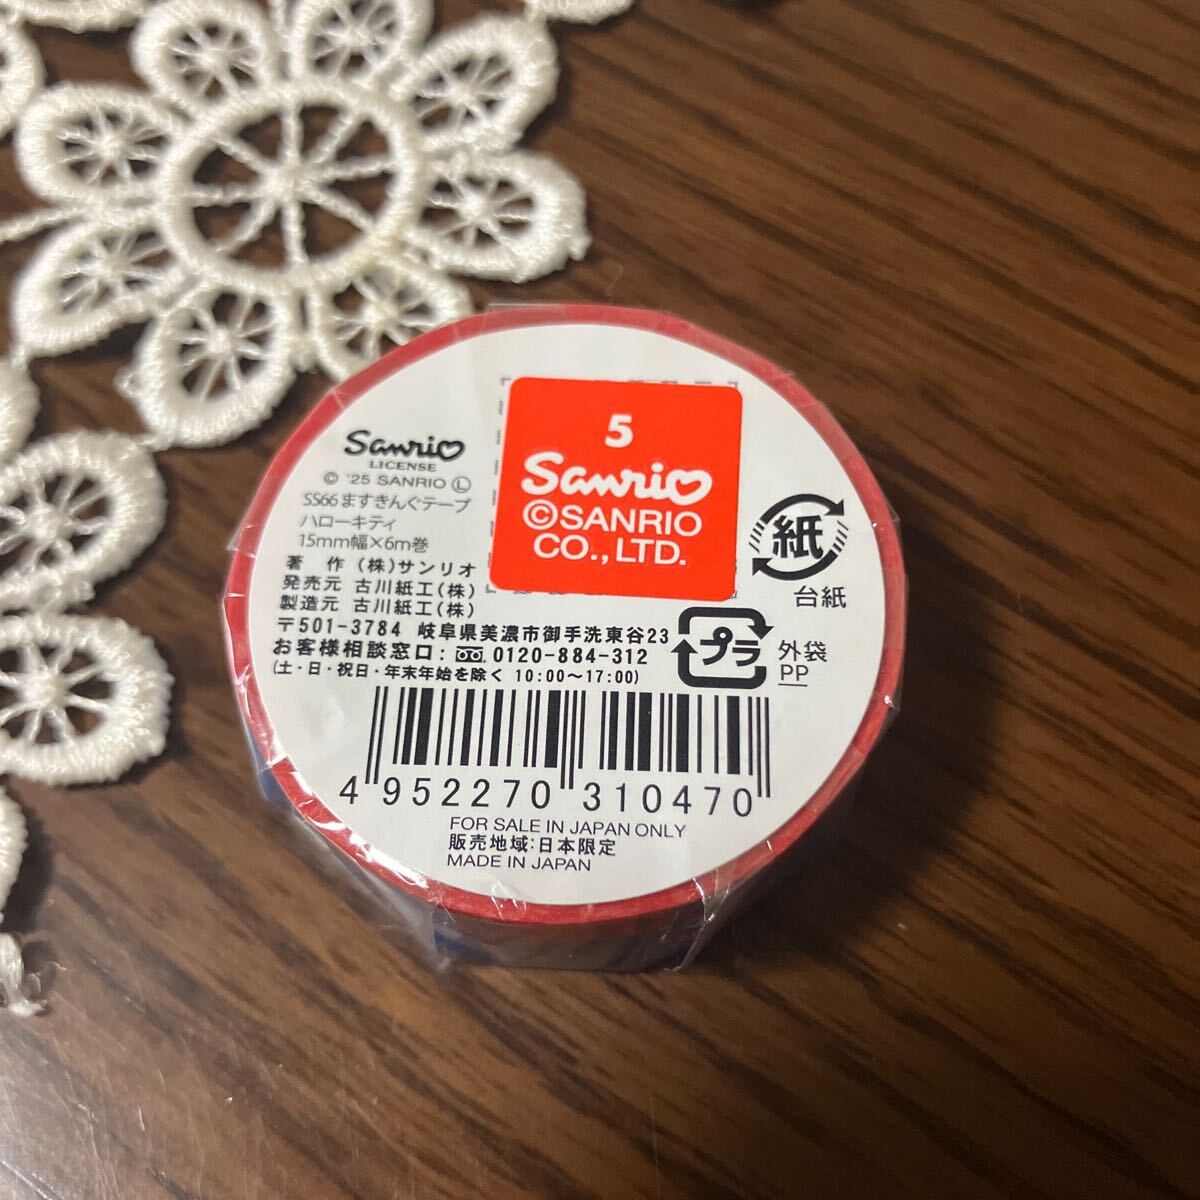 Sanrio
LICENSE
© '25 SANRIO Ⓛ
SS66 ますきんぐテープ
ハローキティ
15mm幅×6m巻
5
Sanrio
©SANRIO
CO., LTD.
著 作 (株)サンリオ
発売元 古川紙工(株)
製造元 古川紙工(株)
〒501-3784 岐阜県美濃市御手洗東谷23
お客様相談窓口: 0120-884-312
(土・日・祝日・年末年始を除く 10:00~17:00)
紙
台紙
プラ
外袋
PP
4 952270 310470
FOR SALE IN JAPAN ONLY
販売地域:日本限定
MADE IN JAPAN